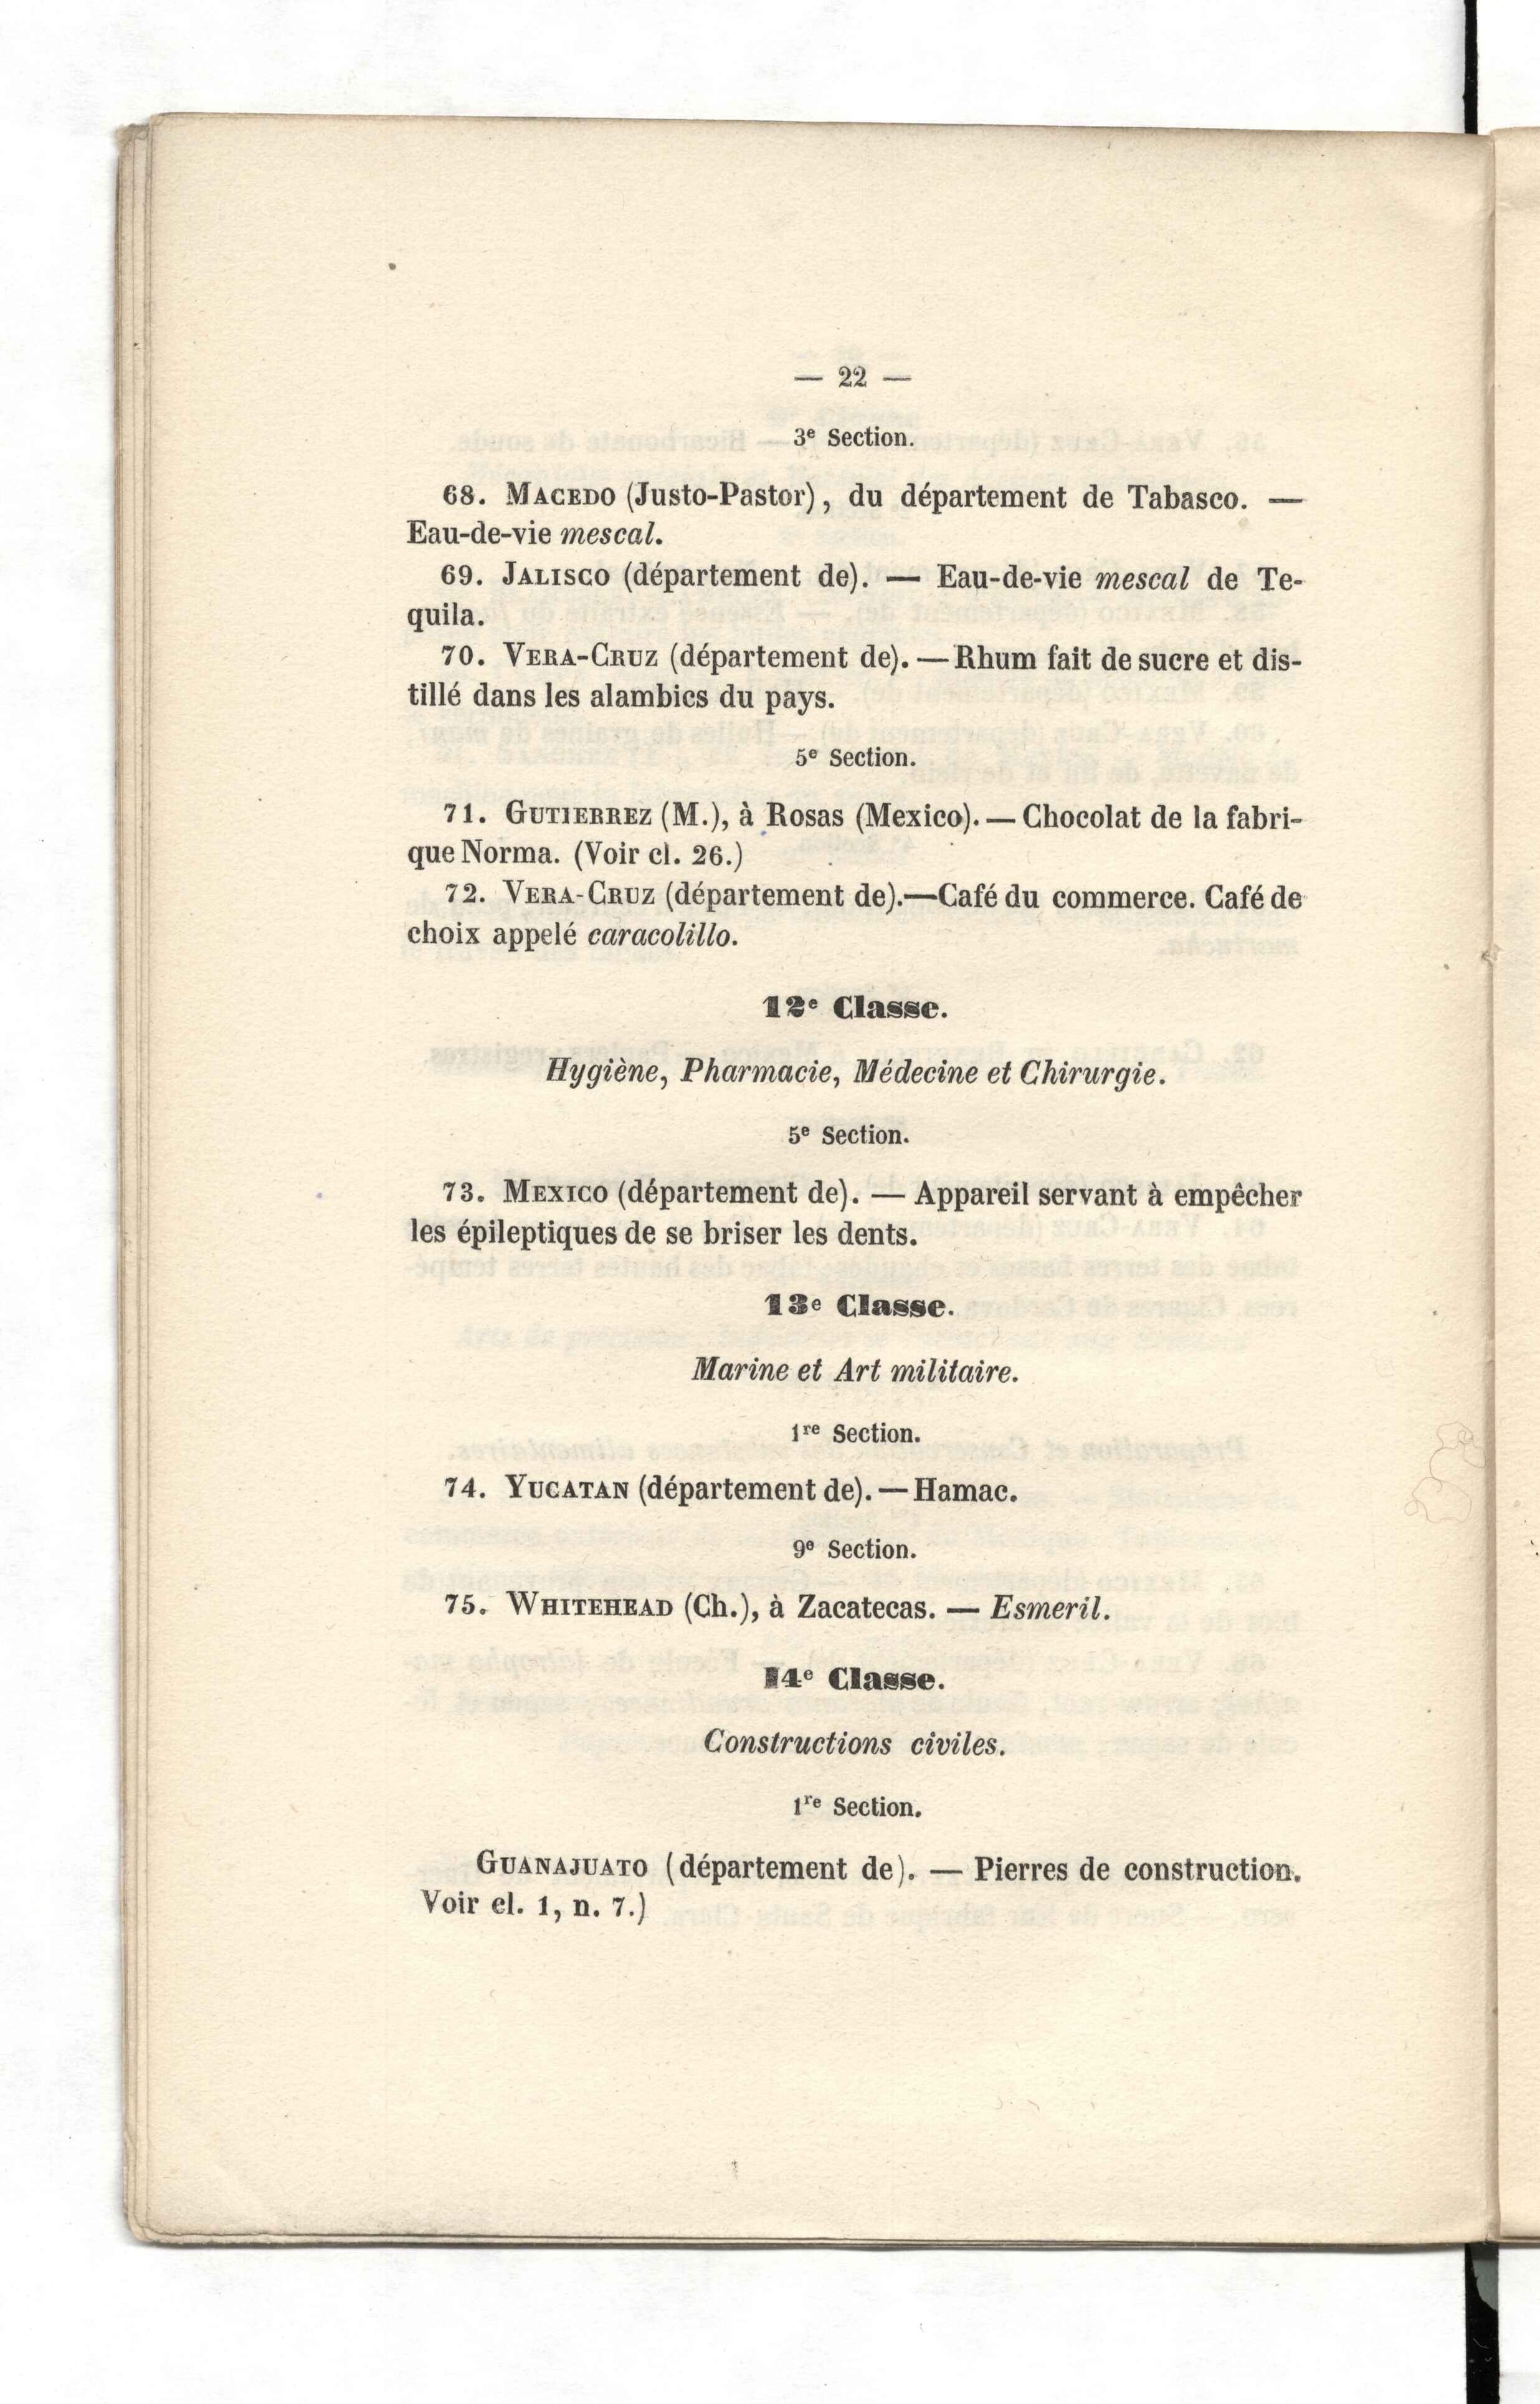 — 22 —
3e Section.
68. MACEDO (Justo-Pastor), du département de Tabasco. —
Eau-de-vie mescal.
69. JALISCO (département de). — Eau-de-vie mescal de Te-
quila.
70. VERA-CRUZ (département de). — Rhum fait de sucre et dis-
tillé dans les alambics du pays.
5e Section.
71. GUTIERREZ (M.), à Rosas (Mexico). — Chocolat de la fabri-
que Norma. (Voir cl. 26.)
72. VERA-CRUZ (département de). — Café du commerce. Café de
choix appelé caracolillo.
12e Classe.
Hygiène, Pharmacie, Médecine et Chirurgie.
5e Section.
73. MEXICO (département de). — Appareil servant à empêcher
les épileptiques de se briser les dents.
13e Classe.
Marine et Art militaire.
1re Section.
74. YUCATAN (département de). — Hamac.
9e Section.
75. WHITEHEAD (Ch.), à Zacatecas. — Esmeril.
14e Classe.
Constructions civiles.
1re Section.
GUANAJUATO (département de). — Pierres de construction.
Voir cl. 1, n. 7.)